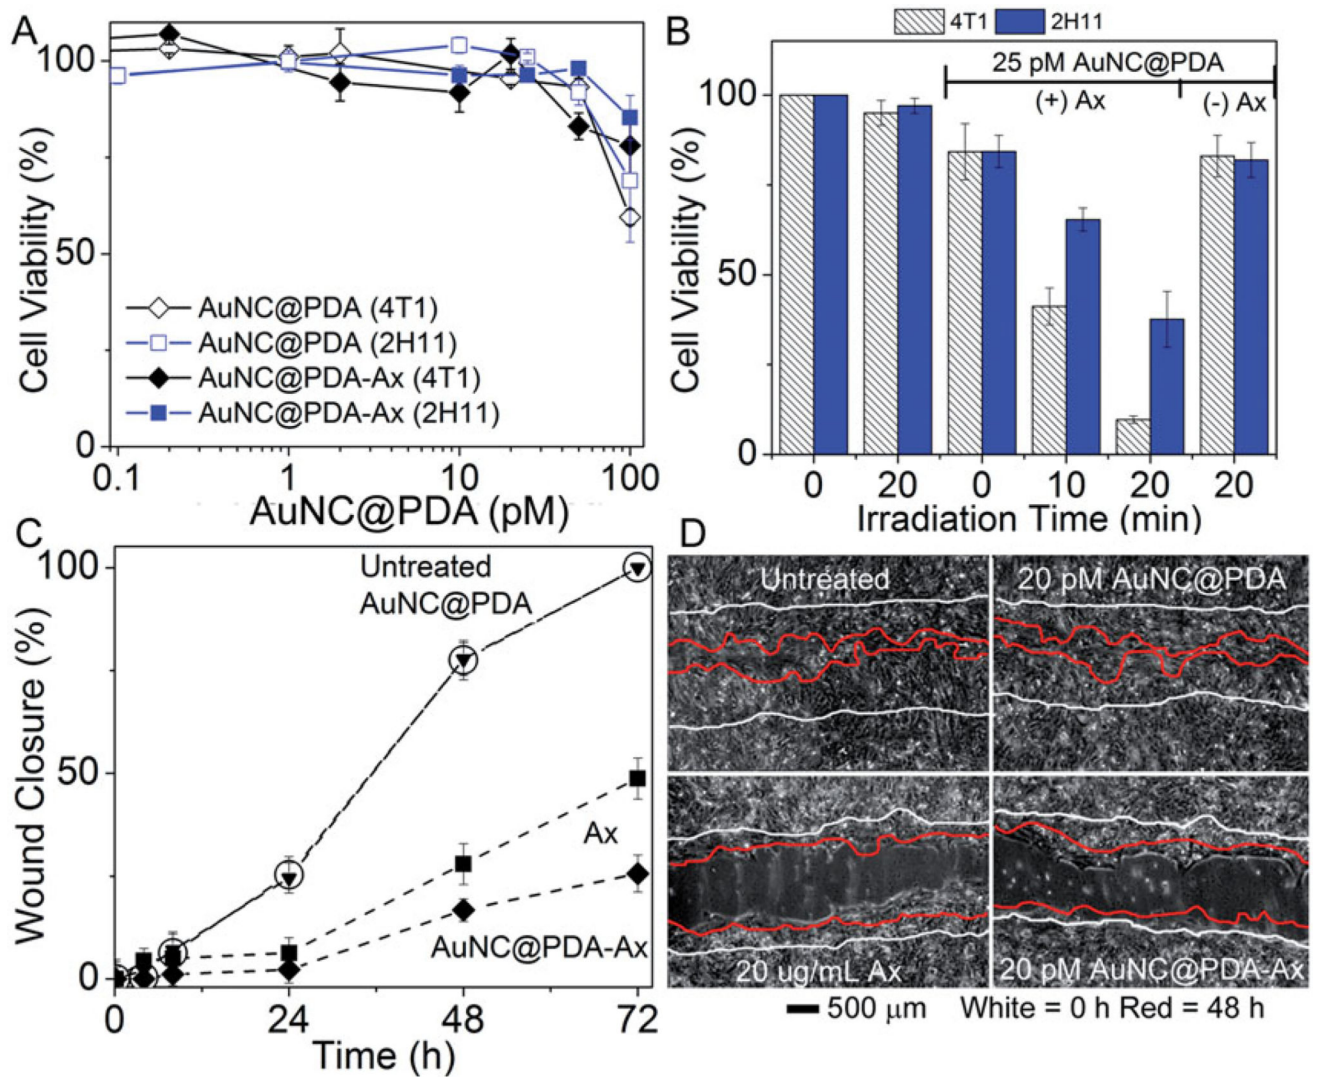 A
100
50
0
Cell Viability (%)
AuNC@PDA (4T1)
AuNC@PDA (2H11)
AuNC@PDA-Ax (4T1)
AuNC@PDA-Ax (2H11)
0.1 1 10 100
AuNC@PDA (pM)
B
4T1 2H11
25 pM AuNC@PDA
(+) Ax (-) Ax
100
50
0
Cell Viability (%)
0 20 0 10 20 20
Irradiation Time (min)
C
100
50
0
Wound Closure (%)
Untreated
AuNC@PDA
Ax
AuNC@PDA-Ax
0 24 48 72
Time (h)
D
Untreated
20 pM AuNC@PDA
20 ug/mL Ax
20 pM AuNC@PDA-Ax
500 µm White = 0 h Red = 48 h